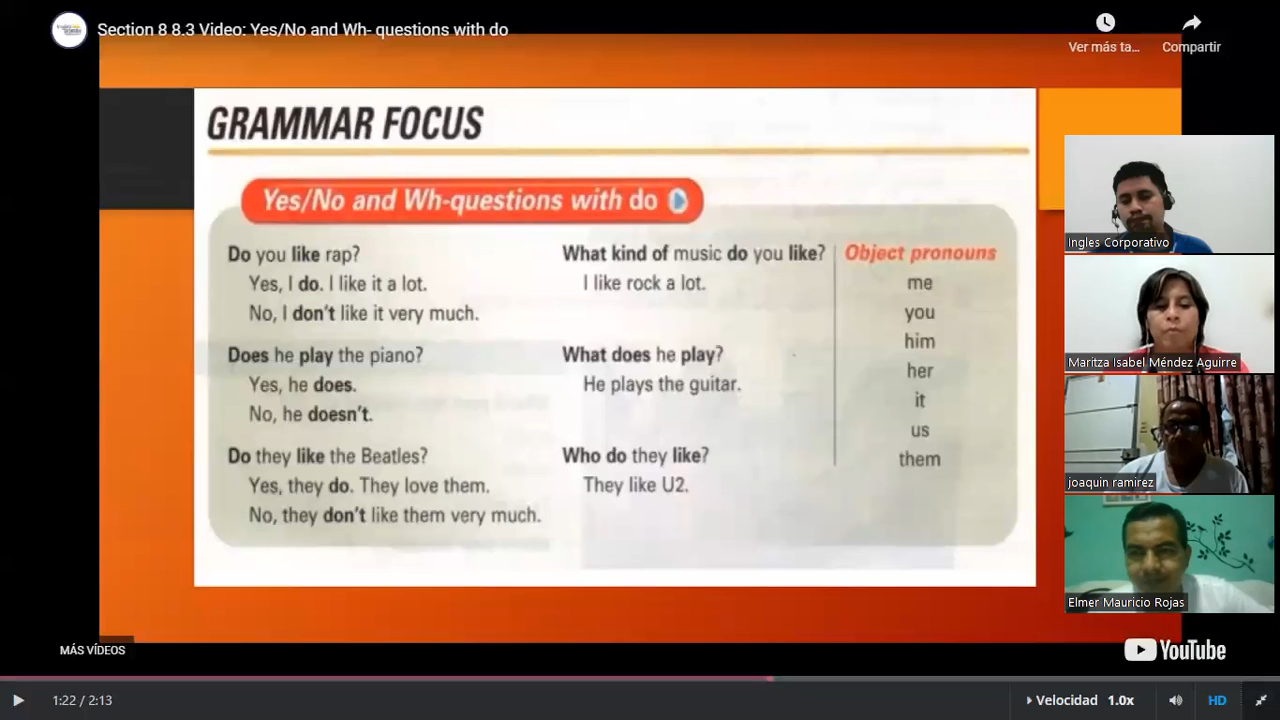 Section 8 8.3 Video: Yes/No and Wh- questions with do
Ver más ta...
Compartir
GRAMMAR FOCUS
Yes/No and Wh-questions with do
Do you like rap?
Yes, I do. I like it a lot.
No, I don't like it very much.
Does he play the piano?
Yes, he does.
No, he doesn't.
Do they like the Beatles?
Yes, they do. They love them.
No, they don't like them very much.
What kind of music do you like?
I like rock a lot.
What does he play?
He plays the guitar.
Who do they like?
They like U2.
Object pronouns
me
you
him
her
it
us
them
Ingles Corporativo
Maritza Isabel Méndez Aguirre
joaquin ramirez
Elmer Mauricio Rojas
MÁS VÍDEOS
YouTube
1:22 / 2:13
Velocidad 1.0x
HD